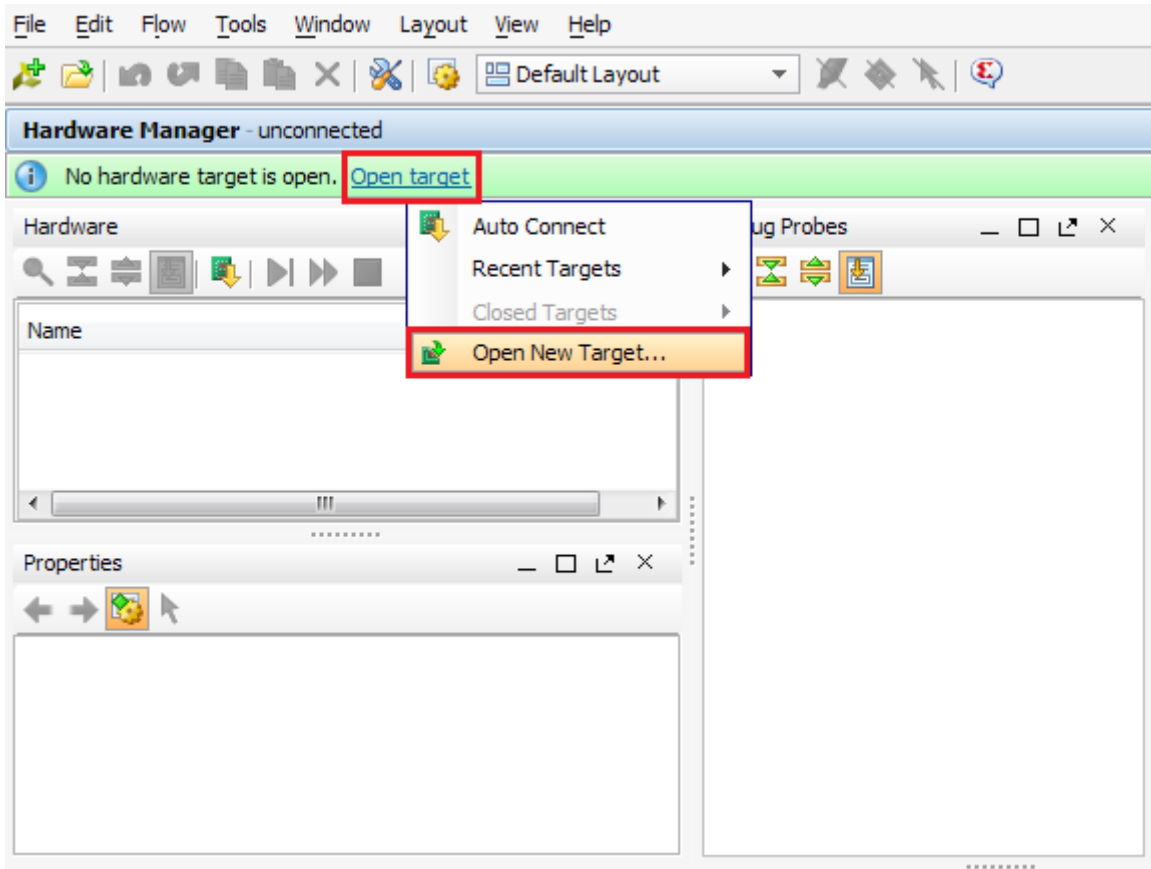 File Edit Flow Tools Window Layout View Help
Default Layout
Hardware Manager - unconnected
No hardware target is open. Open target
Hardware
ug Probes
Auto Connect
Recent Targets
Closed Targets
Open New Target...
Name
Properties